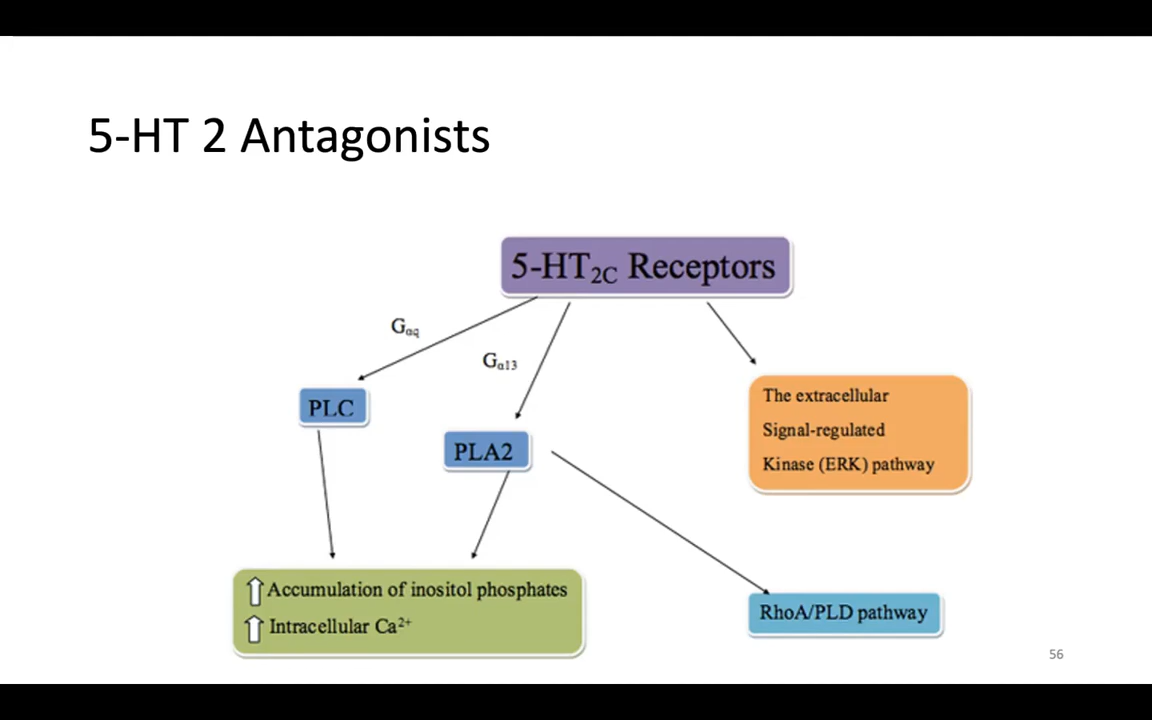 5-HT 2 Antagonists
5-HT₂C Receptors
Gαq
Gα13
PLC
PLA2
The extracellular
Signal-regulated
Kinase (ERK) pathway
⇧ Accumulation of inositol phosphates
⇧ Intracellular Ca²⁺
RhoA/PLD pathway
56